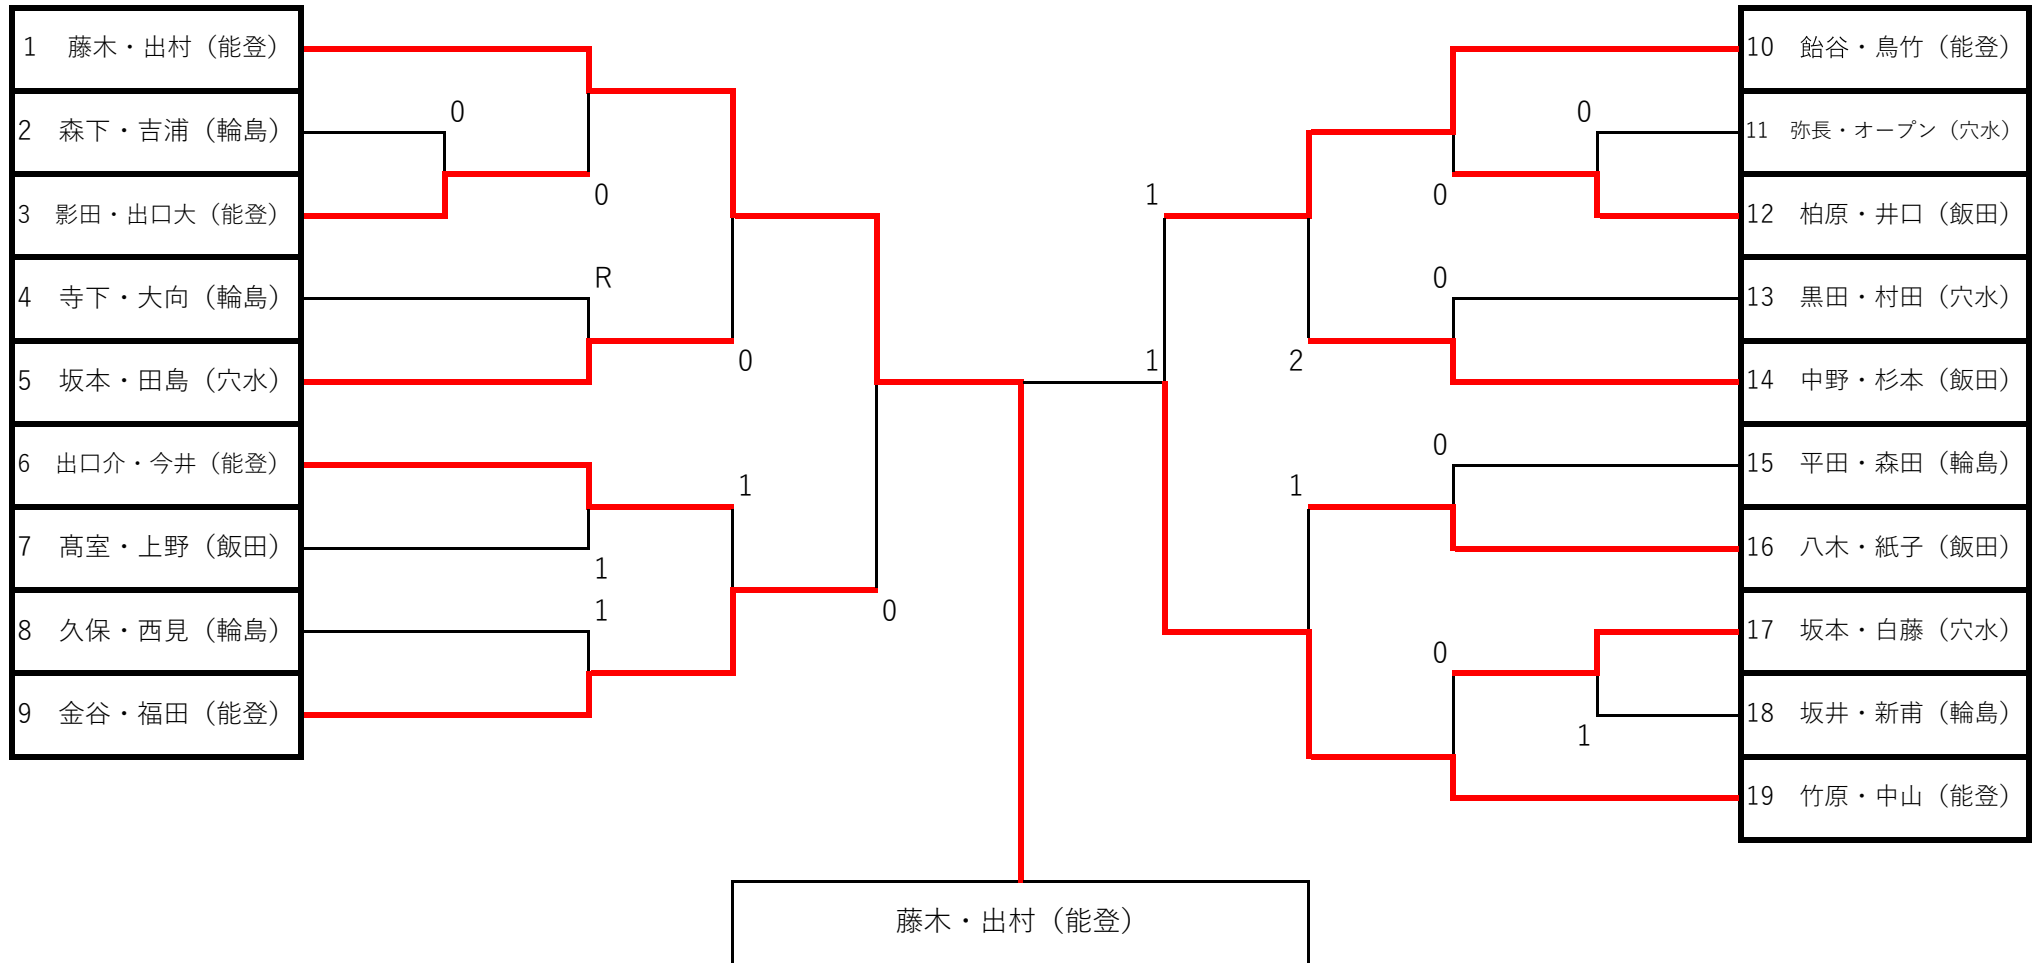 1　藤木・出村（能登）
2　森下・吉浦（輪島）
3　影田・出口大（能登）
4　寺下・大向（輪島）
5　坂本・田島（穴水）
6　出口介・今井（能登）
7　髙室・上野（飯田）
8　久保・西見（輪島）
9　金谷・福田（能登）
0
0
R
0
1
1
1
0
1
1
0
0
0
2
0
1
0
1
10　飴谷・鳥竹（能登）
11　弥長・オープン（穴水）
12　柏原・井口（飯田）
13　黒田・村田（穴水）
14　中野・杉本（飯田）
15　平田・森田（輪島）
16　八木・紙子（飯田）
17　坂本・白藤（穴水）
18　坂井・新甫（輪島）
19　竹原・中山（能登）
藤木・出村（能登）